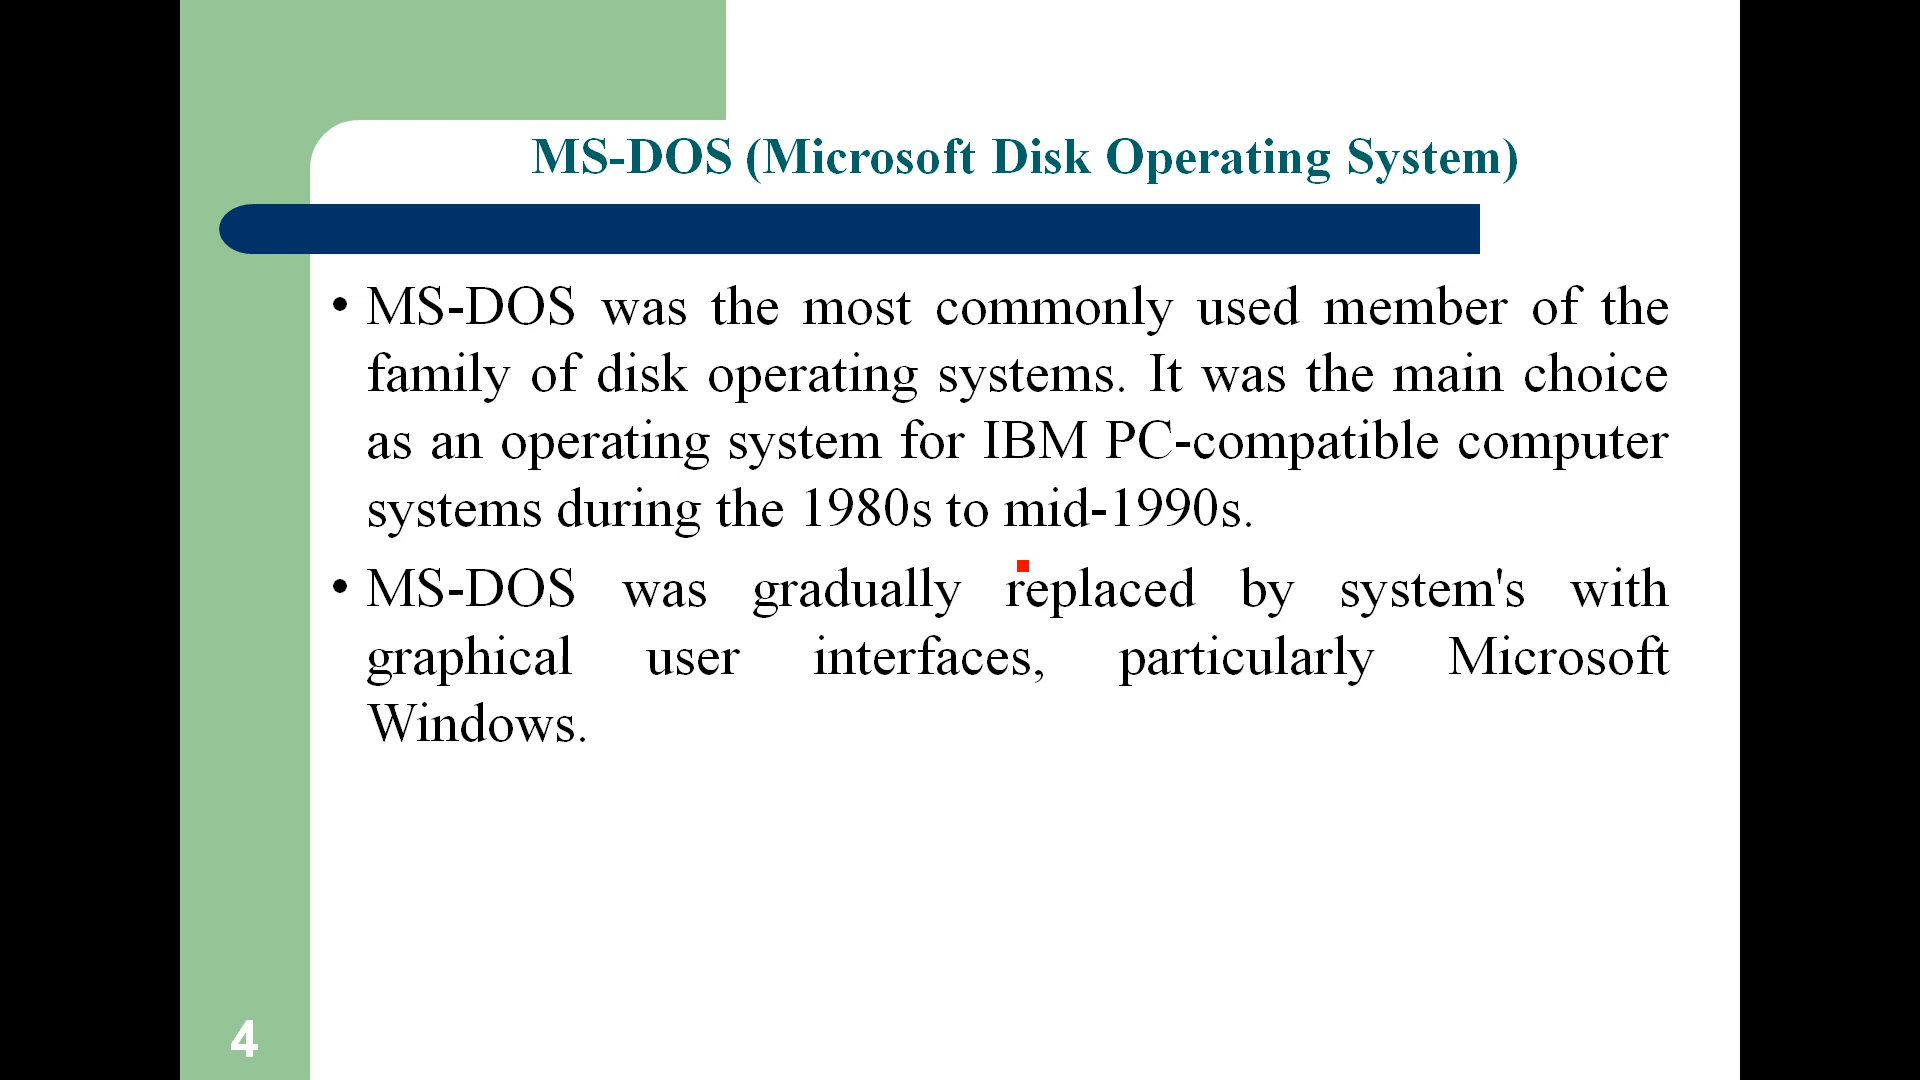 MS-DOS (Microsoft Disk Operating System)
• MS-DOS was the most commonly used member of the
family of disk operating systems. It was the main choice
as an operating system for IBM PC-compatible computer
systems during the 1980s to mid-1990s.
• MS-DOS was gradually replaced by system's with
graphical user interfaces, particularly Microsoft
Windows.
4